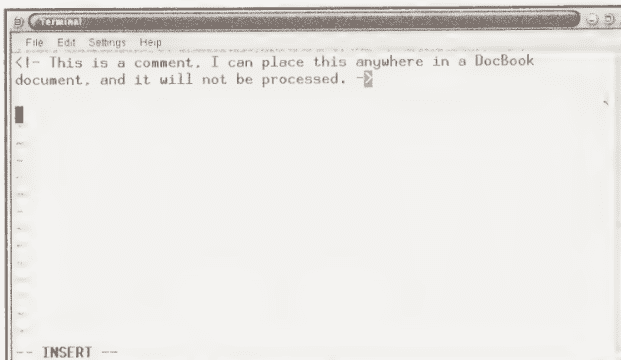 Terminal
File Edit Settings Help
<!- This is a comment. I can place this anywhere in a DocBook
document, and it will not be processed. ->
~
~
~
~
~
~
~
~
~
~
~
~
~
-- INSERT --